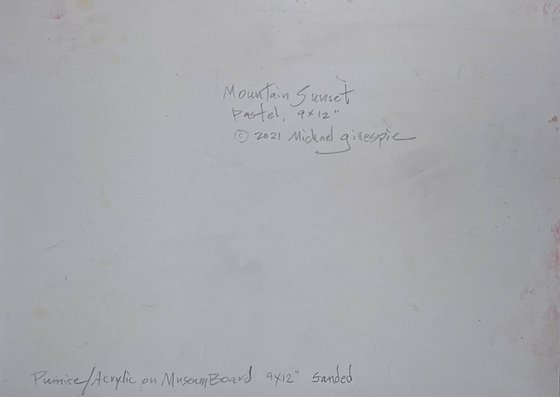 Mountain Sunset
Pastel, 9x12"
© 2021 Michael gillespie
Pumice/Acrylic on MuseumBoard 9x12" Sanded